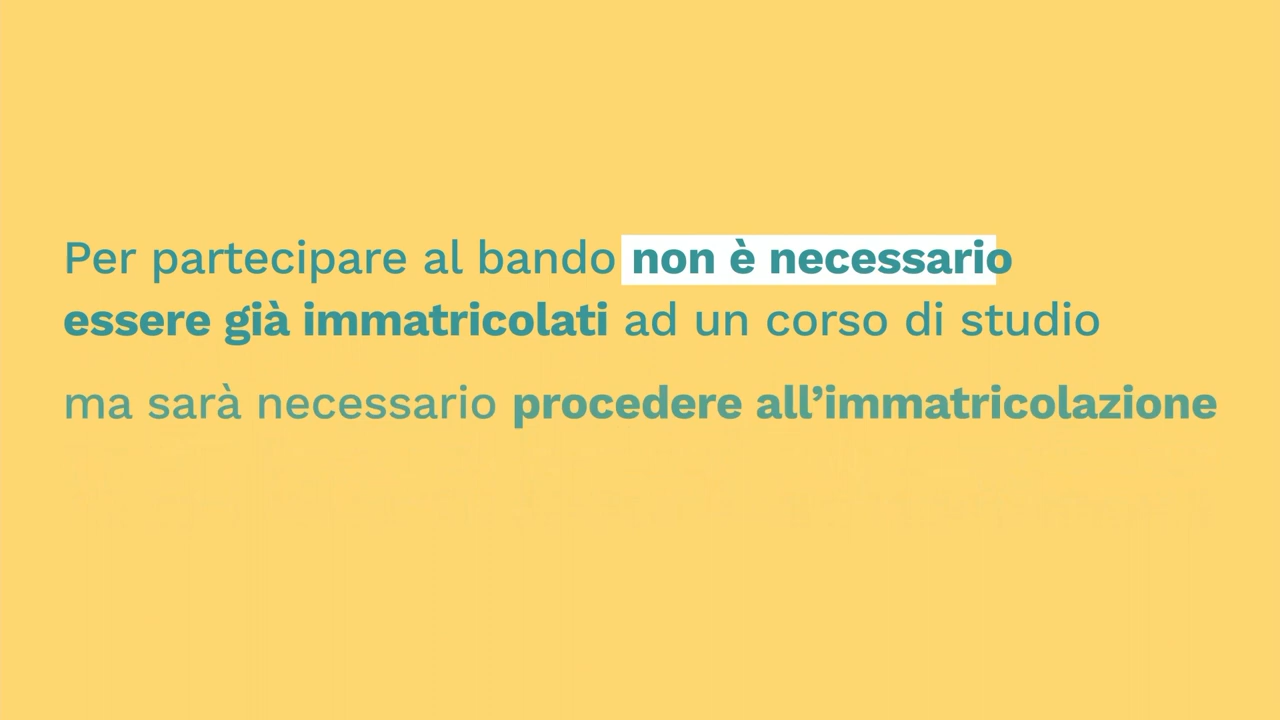 Per partecipare al bando non è necessario
essere già immatricolati ad un corso di studio
ma sarà necessario procedere all’immatricolazione